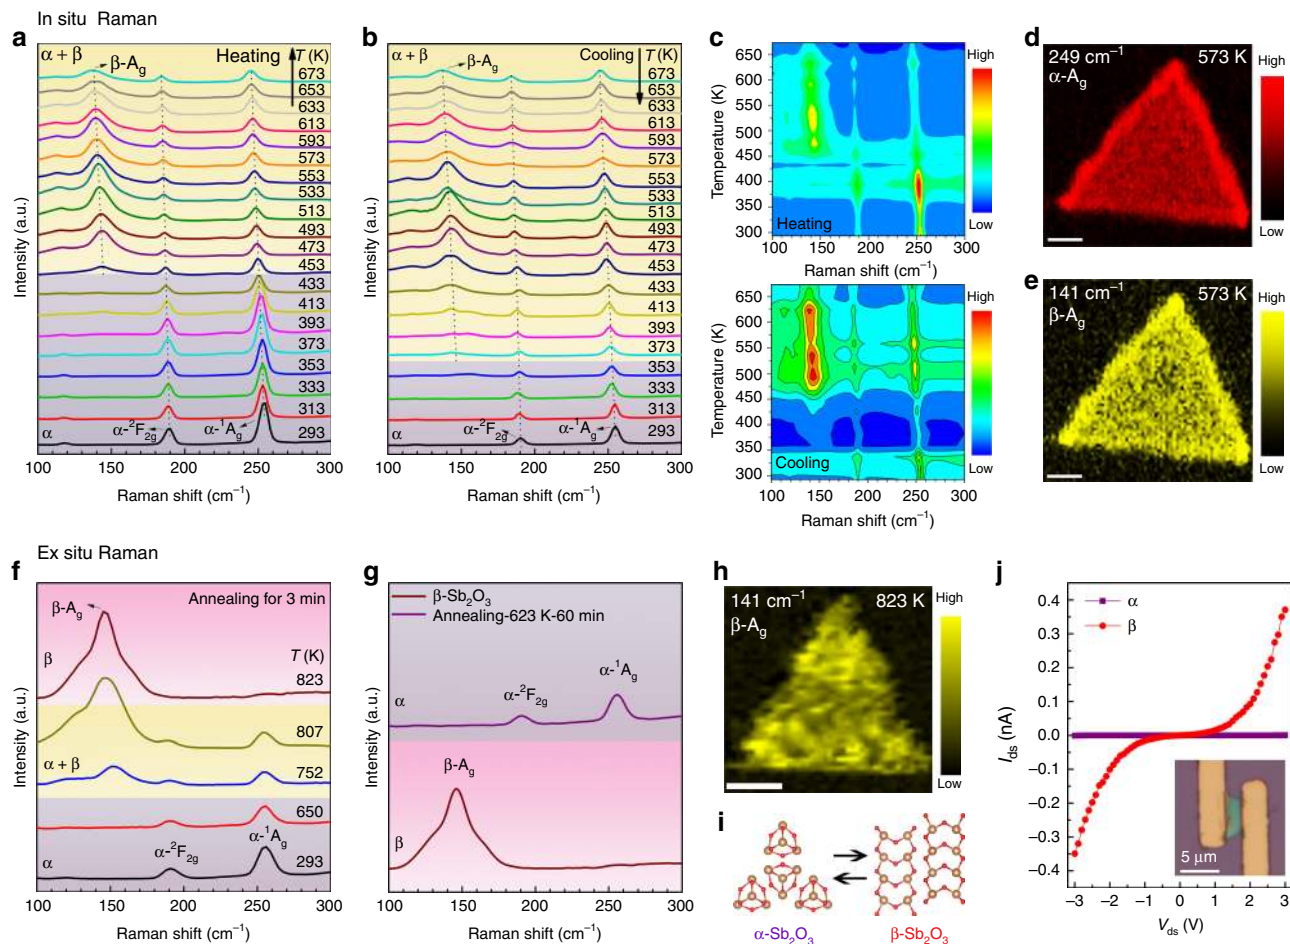 In situ Raman
a
α + β
β-Ag
Heating
T (K)
673
653
633
613
593
573
553
533
513
493
473
453
433
413
393
373
353
333
313
293
α
α-²F₂g
α-¹Ag
Intensity (a.u.)
100 150 200 250 300
Raman shift (cm⁻¹)
b
α + β
β-Ag
Cooling
T (K)
673
653
633
613
593
573
553
533
513
493
473
453
433
413
393
373
353
333
313
293
α
α-²F₂g
α-¹Ag
Intensity (a.u.)
100 150 200 250 300
Raman shift (cm⁻¹)
c
Temperature (K)
650
600
550
500
450
400
350
300
Heating
High
Low
100 150 200 250 300
Raman shift (cm⁻¹)
Temperature (K)
650
600
550
500
450
400
350
300
Cooling
High
Low
100 150 200 250 300
Raman shift (cm⁻¹)
d
249 cm⁻¹
α-Ag
573 K
High
Low
e
141 cm⁻¹
β-Ag
573 K
High
Low
Ex situ Raman
f
β-Ag
Annealing for 3 min
T (K)
β
823
807
α + β
752
650
α-²F₂g
α-¹Ag
α
293
Intensity (a.u.)
100 150 200 250 300
Raman shift (cm⁻¹)
g
β-Sb₂O₃
Annealing-623 K-60 min
α-¹Ag
α-²F₂g
α
β-Ag
β
Intensity (a.u.)
100 150 200 250 300
Raman shift (cm⁻¹)
h
141 cm⁻¹
β-Ag
823 K
High
Low
i
α-Sb₂O₃
β-Sb₂O₃
j
α
β
0.4
0.3
0.2
0.1
0.0
−0.1
−0.2
−0.3
−0.4
Ids (nA)
5 μm
−3 −2 −1 0 1 2 3
Vds (V)